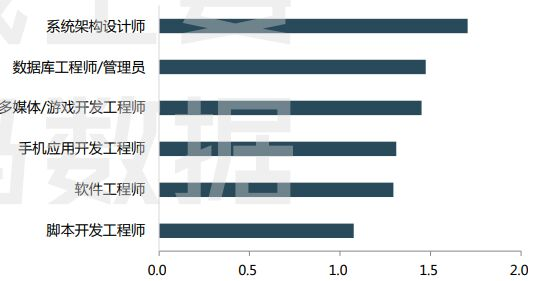 系统架构设计师
数据库工程师/管理员
多媒体/游戏开发工程师
手机应用开发工程师
软件工程师
脚本开发工程师
0.0 0.5 1.0 1.5 2.0
数据